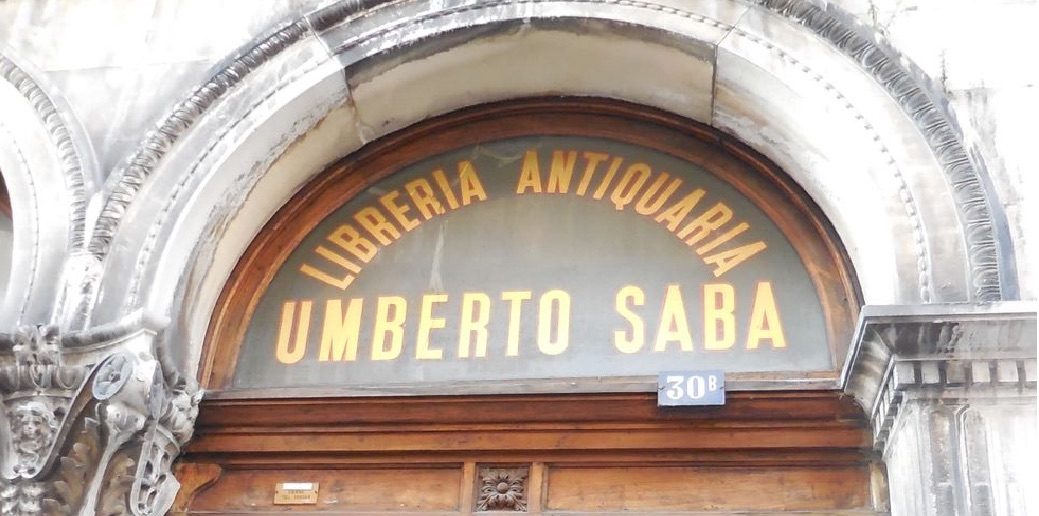 LIBRERIA ANTIQUARIA
UMBERTO SABA
30B